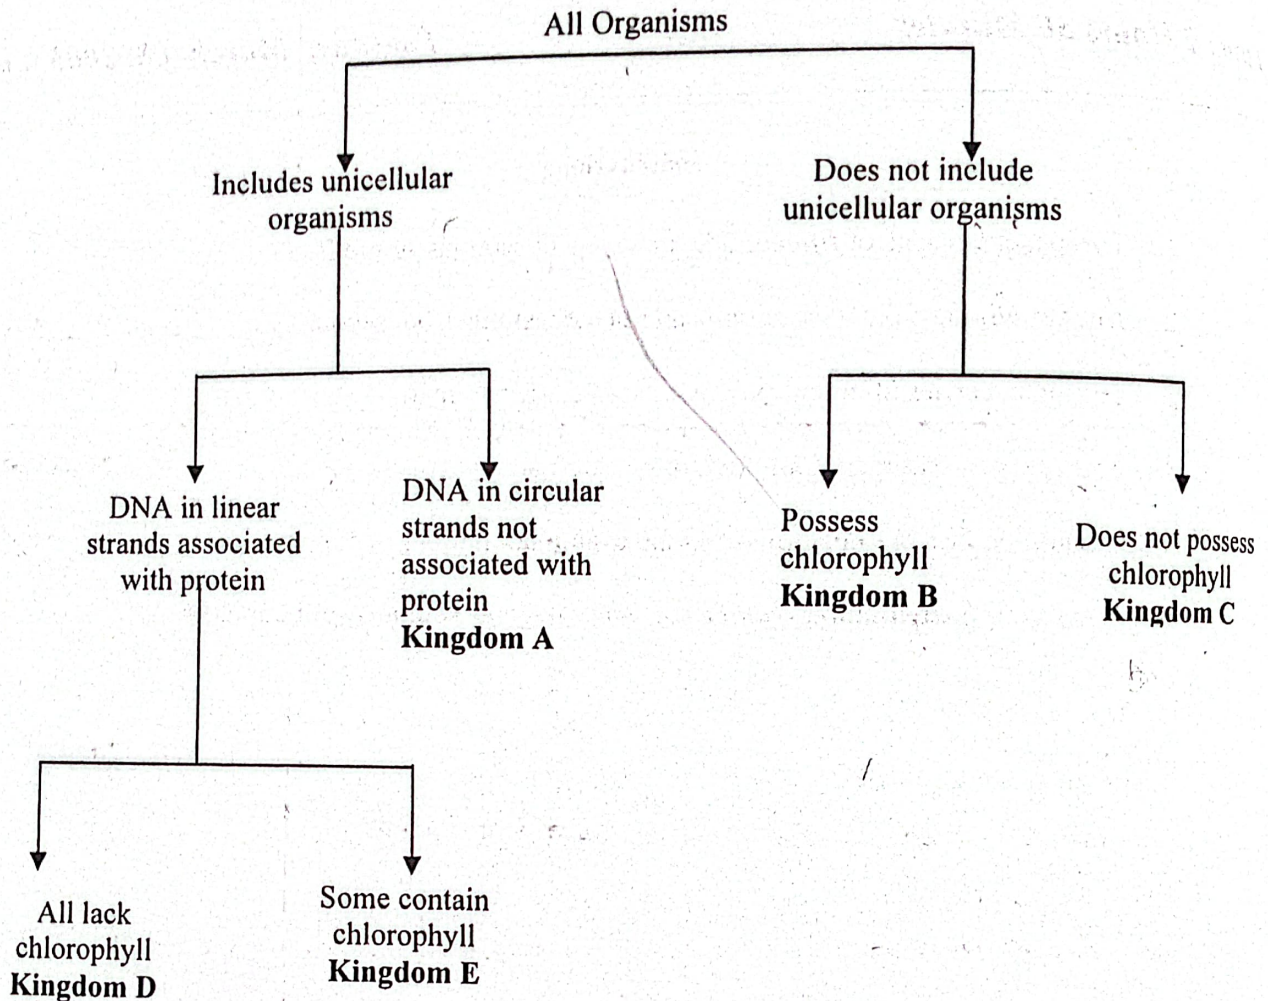 All Organisms
Includes unicellular
organisms
Does not include
unicellular organisms
DNA in linear
strands associated
with protein
DNA in circular
strands not
associated with
protein
Kingdom A
Possess
chlorophyll
Kingdom B
Does not possess
chlorophyll
Kingdom C
All lack
chlorophyll
Kingdom D
Some contain
chlorophyll
Kingdom E